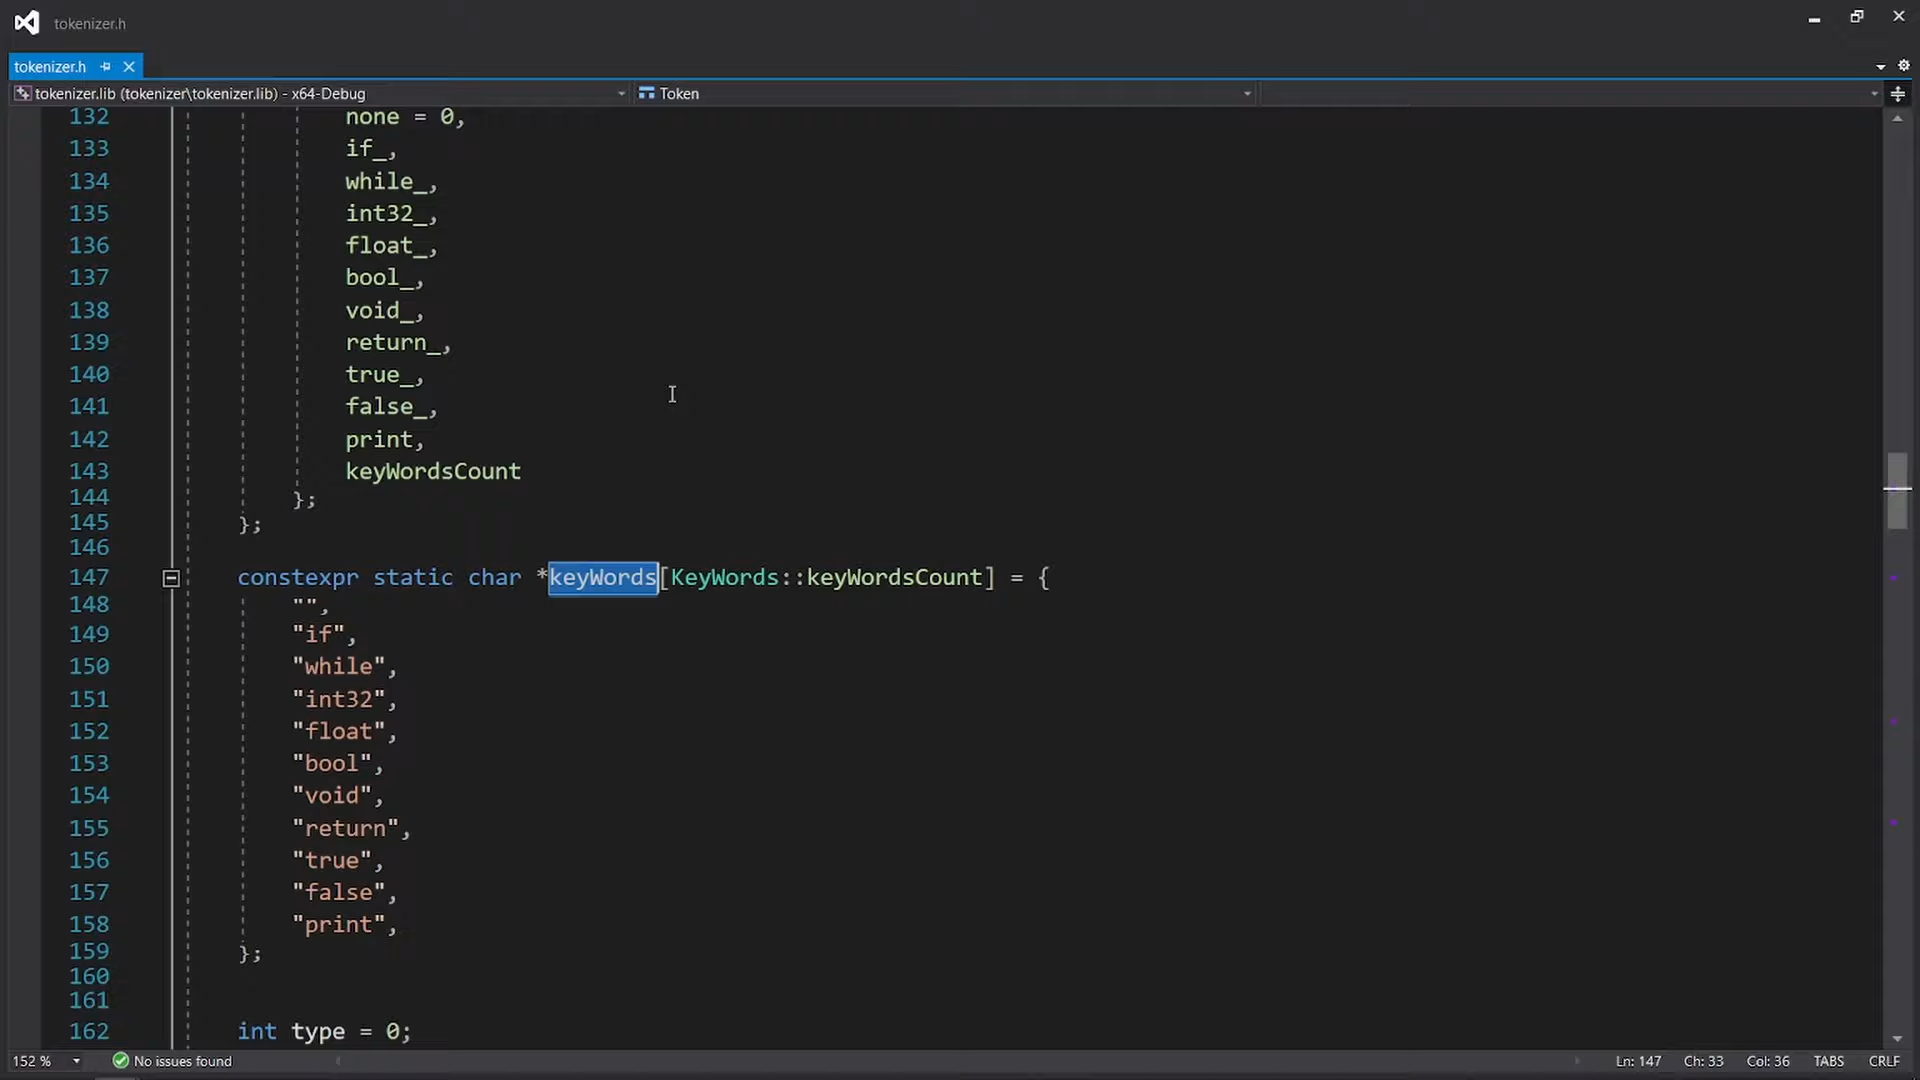 tokenizer.h
tokenizer.h
tokenizer.lib (tokenizer\tokenizer.lib) - x64-Debug Token
132 none = 0,
133 if_,
134 while_,
135 int32_,
136 float_,
137 bool_,
138 void_,
139 return_,
140 true_,
141 false_,
142 print,
143 keyWordsCount
144 };
145 };
146
147 constexpr static char *keyWords[KeyWords::keyWordsCount] = {
148 "",
149 "if",
150 "while",
151 "int32",
152 "float",
153 "bool",
154 "void",
155 "return",
156 "true",
157 "false",
158 "print",
159 };
160
161
162 int type = 0;
152 % No issues found Ln: 147 Ch: 33 Col: 36 TABS CRLF